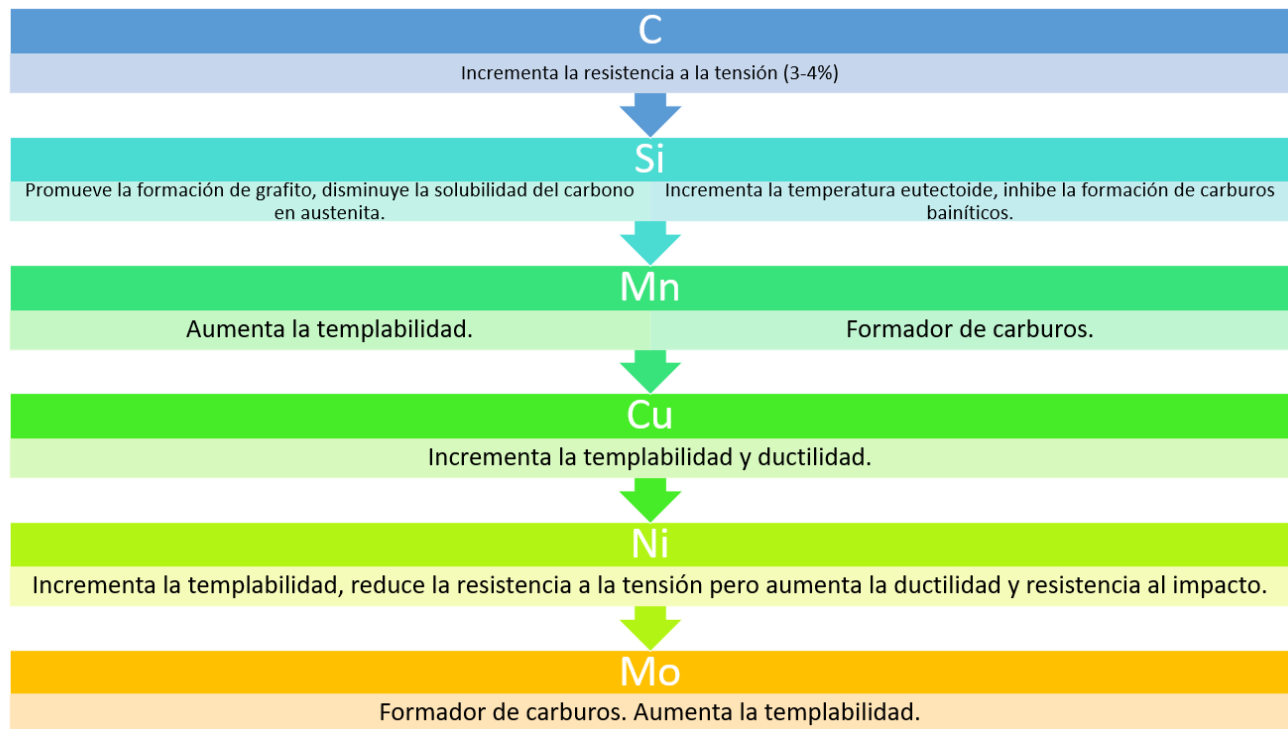 C
Incrementa la resistencia a la tensión (3-4%)
Si
Promueve la formación de grafito, disminuye la solubilidad del carbono
en austenita.
Incrementa la temperatura eutectoide, inhibe la formación de carburos
bainíticos.
Mn
Aumenta la templabilidad.
Formador de carburos.
Cu
Incrementa la templabilidad y ductilidad.
Ni
Incrementa la templabilidad, reduce la resistencia a la tensión pero aumenta la ductilidad y resistencia al impacto.
Mo
Formador de carburos. Aumenta la templabilidad.